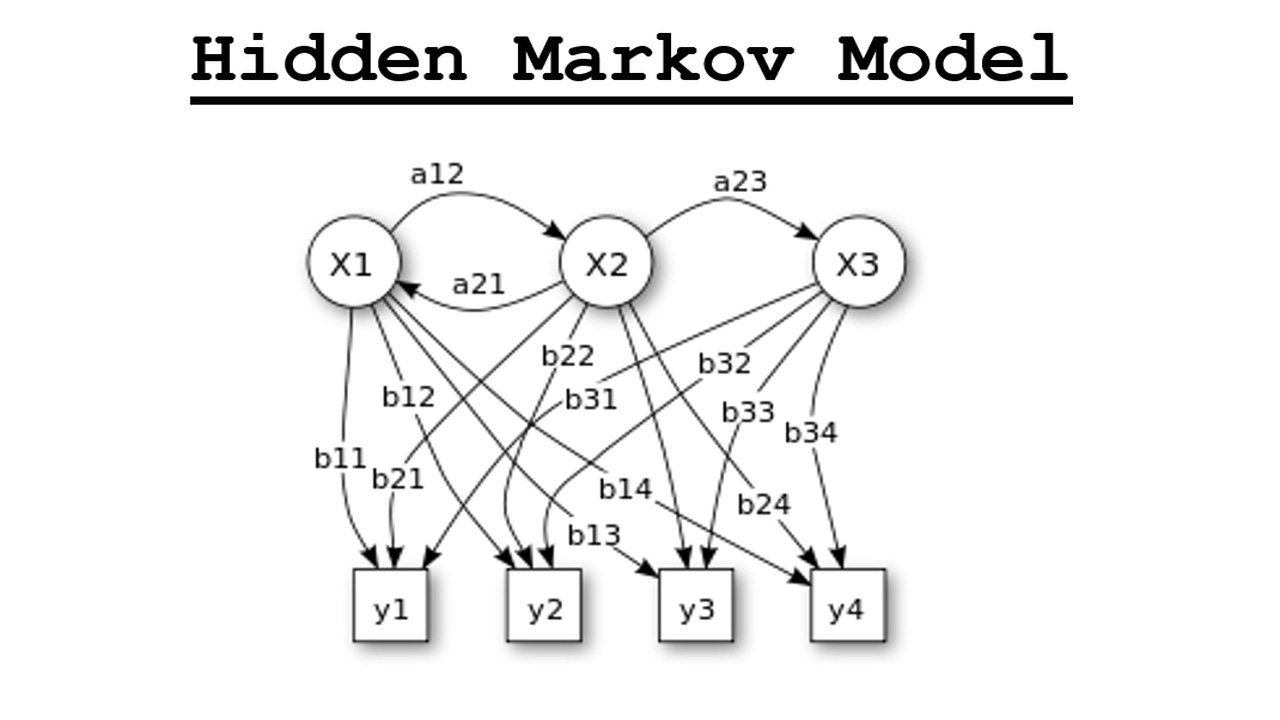 Hidden Markov Model
a12
a23
X1
X2
X3
a21
b22
b32
b12
b31
b33
b34
b11
b21
b14
b24
b13
y1
y2
y3
y4